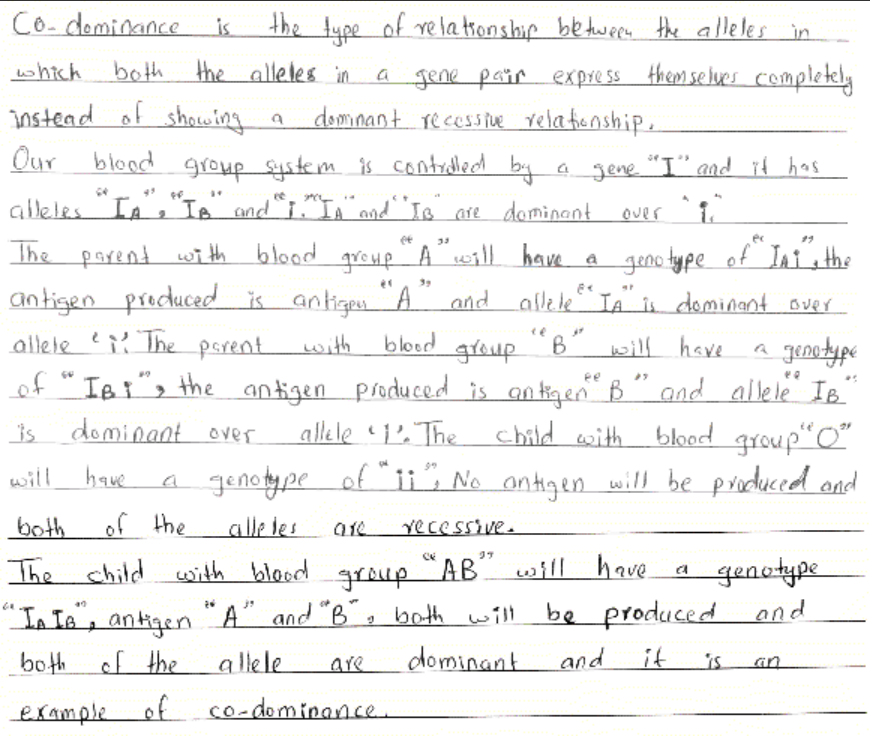 Co-dominance is the type of relationship between the alleles in
which both the alleles in a gene pair express themselves completely
instead of showing a dominant recessive relationship.
Our blood group system is controlled by a gene "I" and it has
alleles "IA", "IB" and "i". "IA" and "IB" are dominant over "i.
The parent with blood group "A" will have a genotype of "IAi", the
antigen produced is antigen "A" and allele "IA" is dominant over
allele 'i'. The parent with blood group "B" will have a genotype
of "IBi", the antigen produced is antigen "B" and allele "IB"
is dominant over allele 'i'. The child with blood group "O"
will have a genotype of "ii", No antigen will be produced and
both of the alleles are recessive.
The child with blood group "AB" will have a genotype
"IAIB", antigen "A" and "B", both will be produced and
both of the allele are dominant and it is an
example of co-dominance.